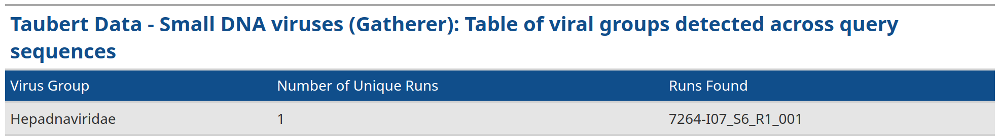 Taubert Data - Small DNA viruses (Gatherer): Table of viral groups detected across query
sequences
Virus Group Number of Unique Runs Runs Found
Hepadnaviridae 1 7264-I07_S6_R1_001